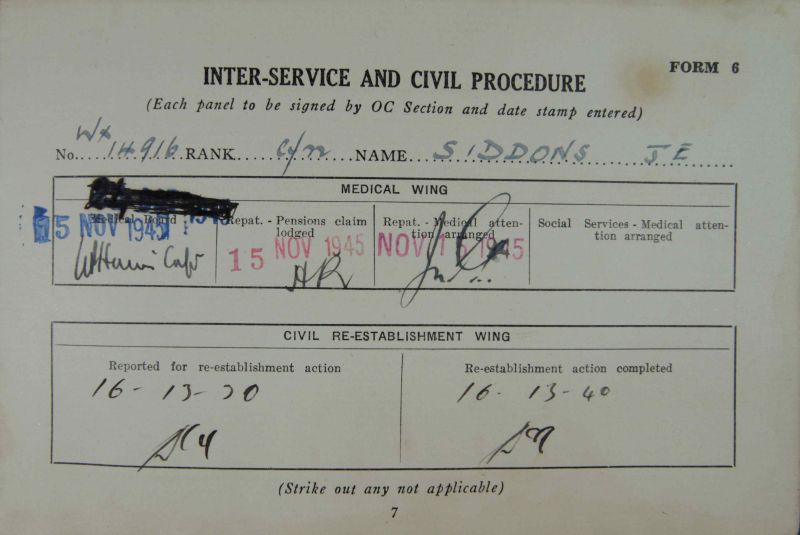 FORM 6
INTER-SERVICE AND CIVIL PROCEDURE
(Each panel to be signed by OC Section and date stamp entered)
Wx
No. 14916 RANK NAME SIDDONS J E
MEDICAL WING
Medical Board
Repat. - Pensions claim lodged
Repat. - Medical attention arranged
Social Services - Medical attention arranged
15 NOV 1945
15 NOV 1945
NOV 15 1945
CIVIL RE-ESTABLISHMENT WING
Reported for re-establishment action
Re-establishment action completed
16-13-20
16-13-40
(Strike out any not applicable)
7